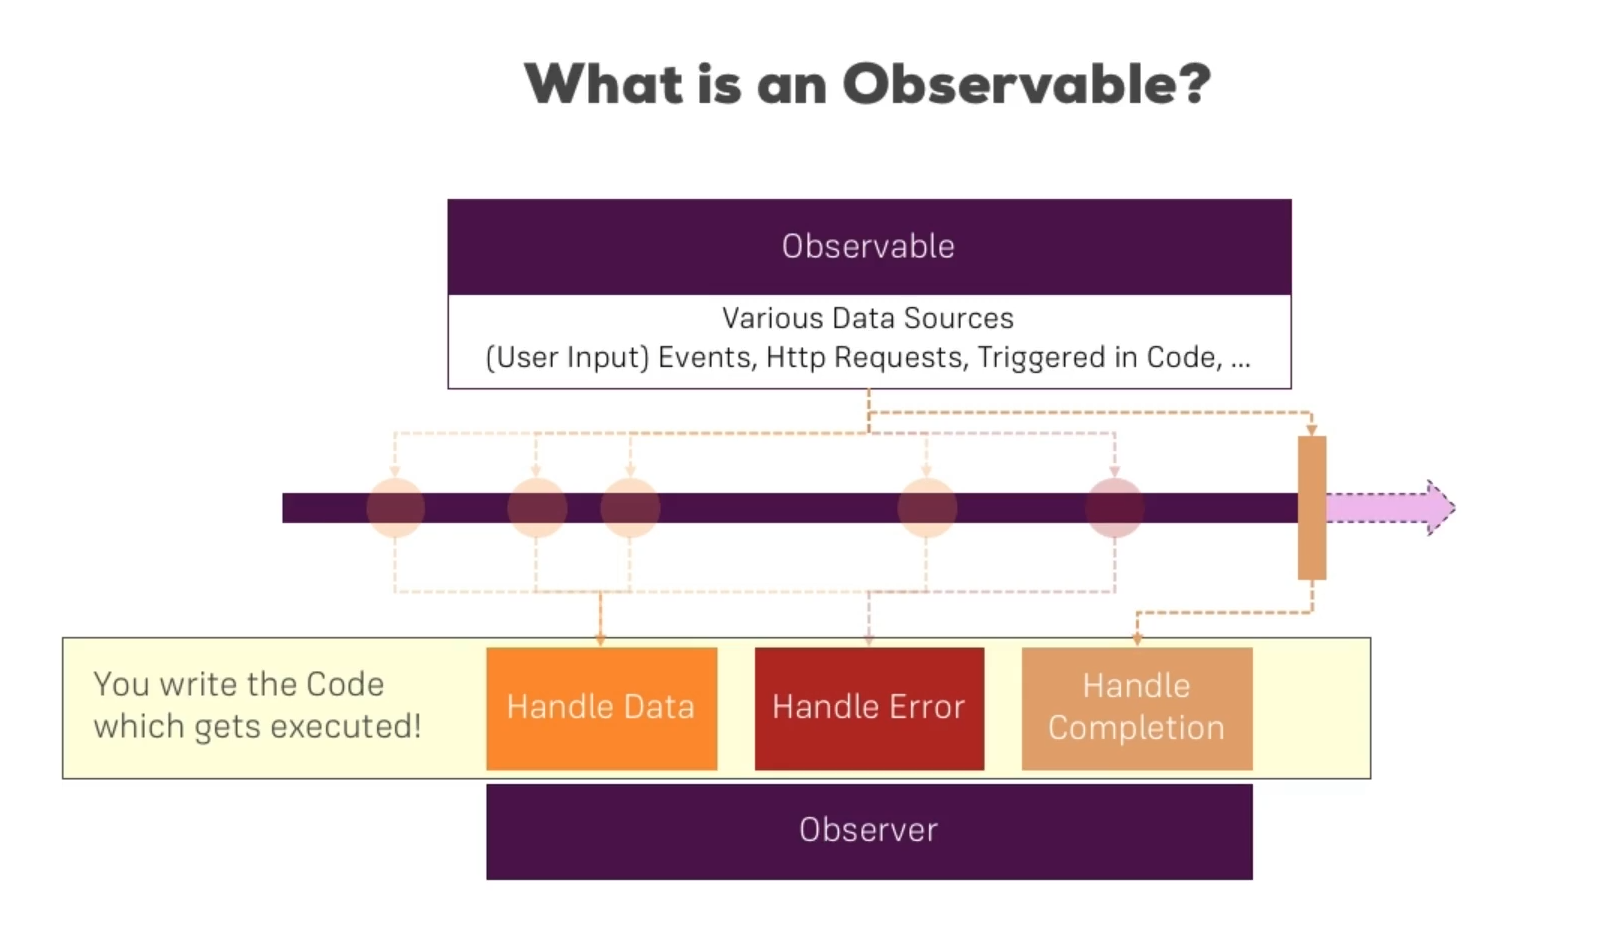 What is an Observable?
Observable
Various Data Sources
(User Input) Events, Http Requests, Triggered in Code, ...
You write the Code
which gets executed!
Handle Data
Handle Error
Handle
Completion
Observer